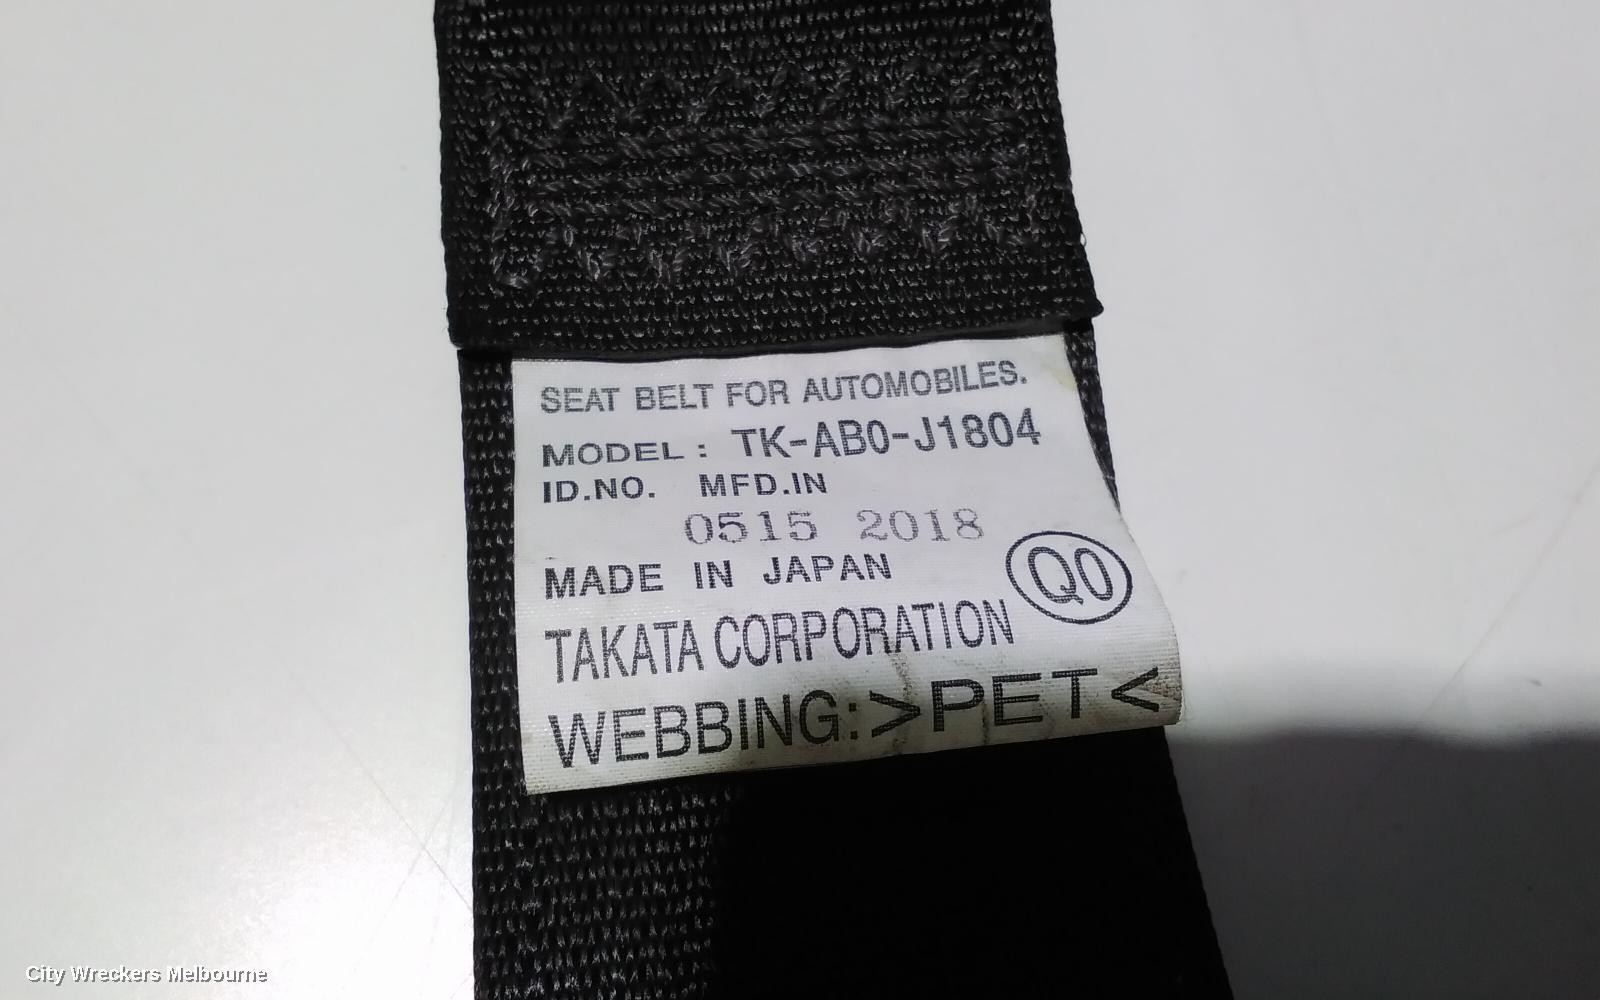 SEAT BELT FOR AUTOMOBILES.
MODEL : TK-AB0-J1804
ID.NO. MFD.IN
0515 2018
MADE IN JAPAN
Q0
TAKATA CORPORATION
WEBBING:>PET<
City Wreckers Melbourne